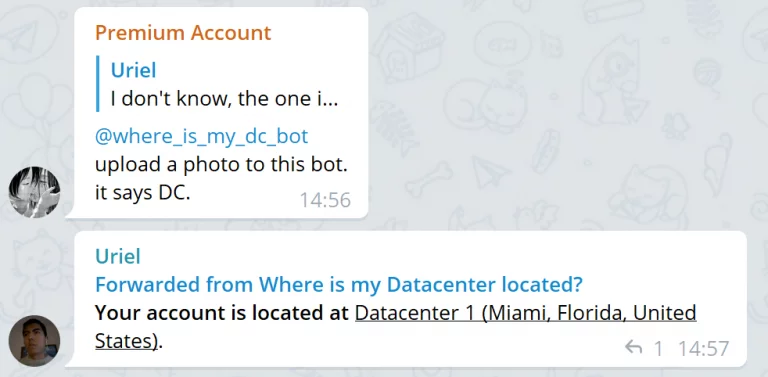 Premium Account
Uriel
I don't know, the one i...
@where_is_my_dc_bot
upload a photo to this bot.
it says DC.
14:56
Uriel
Forwarded from Where is my Datacenter located?
Your account is located at Datacenter 1 (Miami, Florida, United
States).
1 14:57